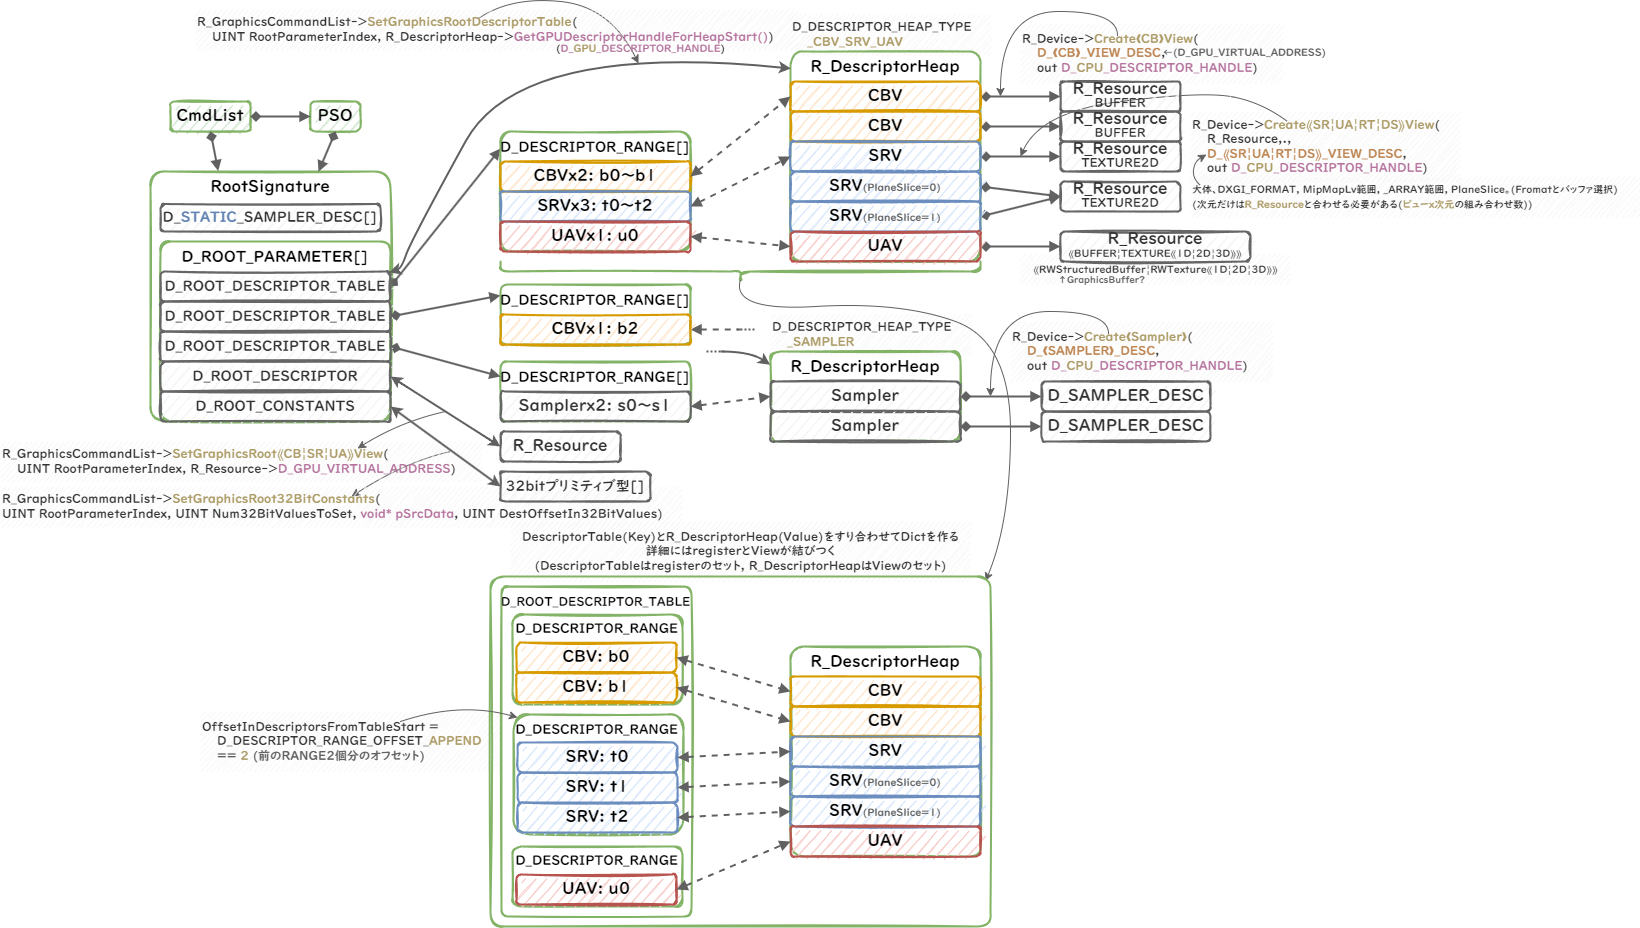 R_GraphicsCommandList->SetGraphicsRootDescriptorTable(
UINT RootParameterIndex, R_DescriptorHeap->GetGPUDescriptorHandleForHeapStart())
(D_GPU_DESCRIPTOR_HANDLE)
CmdList
PSO
RootSignature
D_STATIC_SAMPLER_DESC[]
D_ROOT_PARAMETER[]
D_ROOT_DESCRIPTOR_TABLE
D_ROOT_DESCRIPTOR_TABLE
D_ROOT_DESCRIPTOR_TABLE
D_ROOT_DESCRIPTOR
D_ROOT_CONSTANTS
D_DESCRIPTOR_RANGE[]
CBVx2: b0～b1
SRVx3: t0～t2
UAVx1: u0
D_DESCRIPTOR_RANGE[]
CBVx1: b2
D_DESCRIPTOR_RANGE[]
Samplerx2: s0～s1
R_Resource
32bitプリミティブ型[]
D_DESCRIPTOR_HEAP_TYPE
_CBV_SRV_UAV
R_DescriptorHeap
CBV
CBV
SRV
SRV(PlaneSlice=0)
SRV(PlaneSlice=1)
UAV
R_Device->Create《CB》View(
D_《CB》_VIEW_DESC,←(D_GPU_VIRTUAL_ADDRESS)
out D_CPU_DESCRIPTOR_HANDLE)
R_Resource
BUFFER
R_Resource
BUFFER
R_Resource
TEXTURE2D
R_Resource
TEXTURE2D
R_Resource
《BUFFER¦TEXTURE《1D¦2D¦3D》》
《RWStructuredBuffer¦RWTexture《1D¦2D¦3D》》
↑GraphicsBuffer?
R_Device->Create《SR¦UA¦RT¦DS》View(
R_Resource,.,
D_《SR¦UA¦RT¦DS》_VIEW_DESC,
out D_CPU_DESCRIPTOR_HANDLE)
大体、DXGI_FORMAT, MipMapLv範囲, _ARRAY範囲, PlaneSlice。(Fromatとバッファ選択)
(次元だけはR_Resourceと合わせる必要がある(ビューx次元の組み合わせ数))
D_DESCRIPTOR_HEAP_TYPE
_SAMPLER
R_DescriptorHeap
Sampler
Sampler
R_Device->Create《Sampler》(
D_《SAMPLER》_DESC,
out D_CPU_DESCRIPTOR_HANDLE)
D_SAMPLER_DESC
D_SAMPLER_DESC
R_GraphicsCommandList->SetGraphicsRoot《CB¦SR¦UA》View(
UINT RootParameterIndex, R_Resource->D_GPU_VIRTUAL_ADDRESS)
R_GraphicsCommandList->SetGraphicsRoot32BitConstants(
UINT RootParameterIndex, UINT Num32BitValuesToSet, void* pSrcData, UINT DestOffsetIn32BitValues)
DescriptorTable(Key)とR_DescriptorHeap(Value)をすり合わせてDictを作る
詳細にはregisterとViewが結びつく
(DescriptorTableはregisterのセット, R_DescriptorHeapはViewのセット)
D_ROOT_DESCRIPTOR_TABLE
D_DESCRIPTOR_RANGE
CBV: b0
CBV: b1
D_DESCRIPTOR_RANGE
SRV: t0
SRV: t1
SRV: t2
D_DESCRIPTOR_RANGE
UAV: u0
R_DescriptorHeap
CBV
CBV
SRV
SRV(PlaneSlice=0)
SRV(PlaneSlice=1)
UAV
OffsetInDescriptorsFromTableStart =
D_DESCRIPTOR_RANGE_OFFSET_APPEND
== 2 (前のRANGE2個分のオフセット)